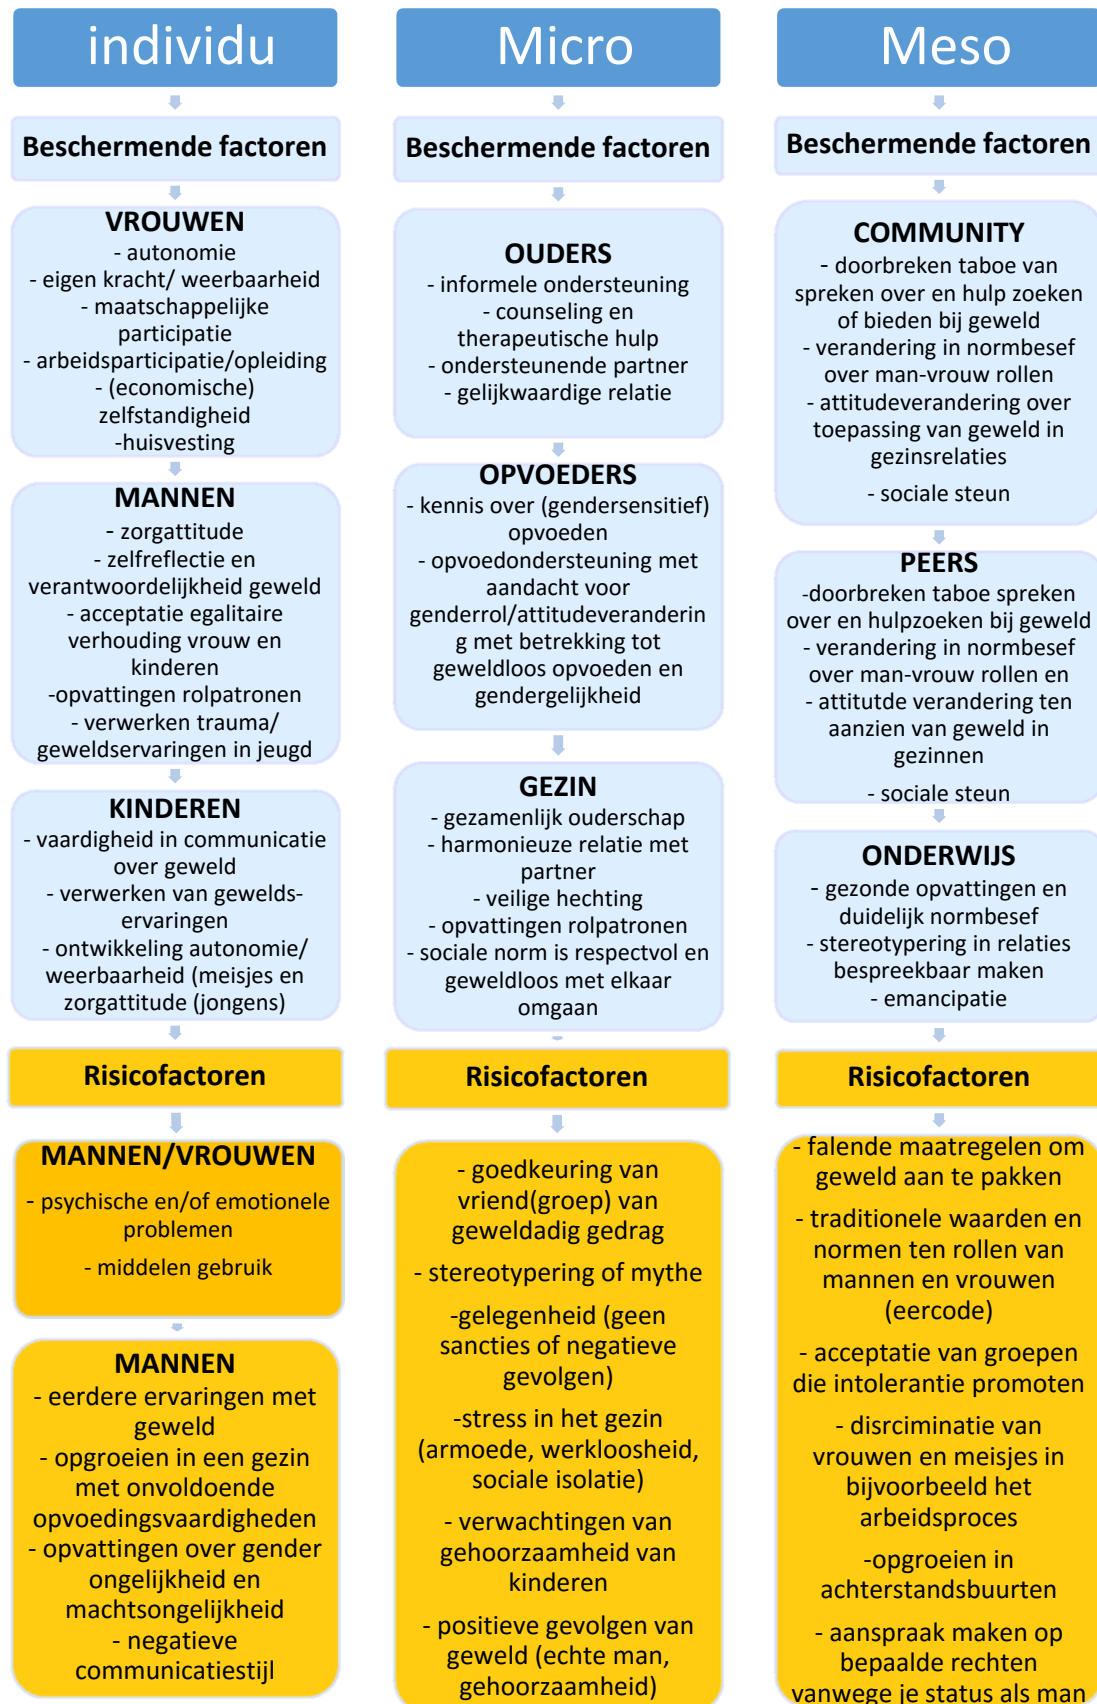 individu
Beschermende factoren
VROUWEN
- autonomie
- eigen kracht/ weerbaarheid
- maatschappelijke
participatie
- arbeidsparticipatie/opleiding
- (economische)
zelfstandigheid
-huisvesting
MANNEN
- zorgattitude
- zelfreflectie en
verantwoordelijkheid geweld
- acceptatie egalitaire
verhouding vrouw en
kinderen
-opvattingen rolpatronen
- verwerken trauma/
geweldservaringen in jeugd
KINDEREN
- vaardigheid in communicatie
over geweld
- verwerken van gewelds-
ervaringen
- ontwikkeling autonomie/
weerbaarheid (meisjes en
zorgattitude (jongens)
Risicofactoren
MANNEN/VROUWEN
- psychische en/of emotionele
problemen
- middelen gebruik
MANNEN
- eerdere ervaringen met
geweld
- opgroeien in een gezin
met onvoldoende
opvoedingsvaardigheden
- opvattingen over gender
ongelijkheid en
machtsongelijkheid
- negatieve
communicatiestijl
Micro
Beschermende factoren
OUDERS
- informele ondersteuning
- counseling en
therapeutische hulp
- ondersteunende partner
- gelijkwaardige relatie
OPVOEDERS
- kennis over (gendersensitief)
opvoeden
- opvoedondersteuning met
aandacht voor
genderrol/attitudeveranderin
g met betrekking tot
geweldloos opvoeden en
gendergelijkheid
GEZIN
- gezamenlijk ouderschap
- harmonieuze relatie met
partner
- veilige hechting
- opvattingen rolpatronen
- sociale norm is respectvol en
geweldloos met elkaar
omgaan
Risicofactoren
- goedkeuring van
vriend(groep) van
geweldadig gedrag
- stereotypering of mythe
-gelegenheid (geen
sancties of negatieve
gevolgen)
-stress in het gezin
(armoede, werkloosheid,
sociale isolatie)
- verwachtingen van
gehoorzaamheid van
kinderen
- positieve gevolgen van
geweld (echte man,
gehoorzaamheid)
Meso
Beschermende factoren
COMMUNITY
- doorbreken taboe van
spreken over en hulp zoeken
of bieden bij geweld
- verandering in normbesef
over man-vrouw rollen
- attitudeverandering over
toepassing van geweld in
gezinsrelaties
- sociale steun
PEERS
-doorbreken taboe spreken
over en hulpzoeken bij geweld
- verandering in normbesef
over man-vrouw rollen en
- attitutde verandering ten
aanzien van geweld in
gezinnen
- sociale steun
ONDERWIJS
- gezonde opvattingen en
duidelijk normbesef
- stereotypering in relaties
bespreekbaar maken
- emancipatie
Risicofactoren
- falende maatregelen om
geweld aan te pakken
- traditionele waarden en
normen ten rollen van
mannen en vrouwen
(eercode)
- acceptatie van groepen
die intolerantie promoten
- disrciminatie van
vrouwen en meisjes in
bijvoorbeeld het
arbeidsproces
-opgroeien in
achterstandsbuurten
- aanspraak maken op
bepaalde rechten
vanwege je status als man